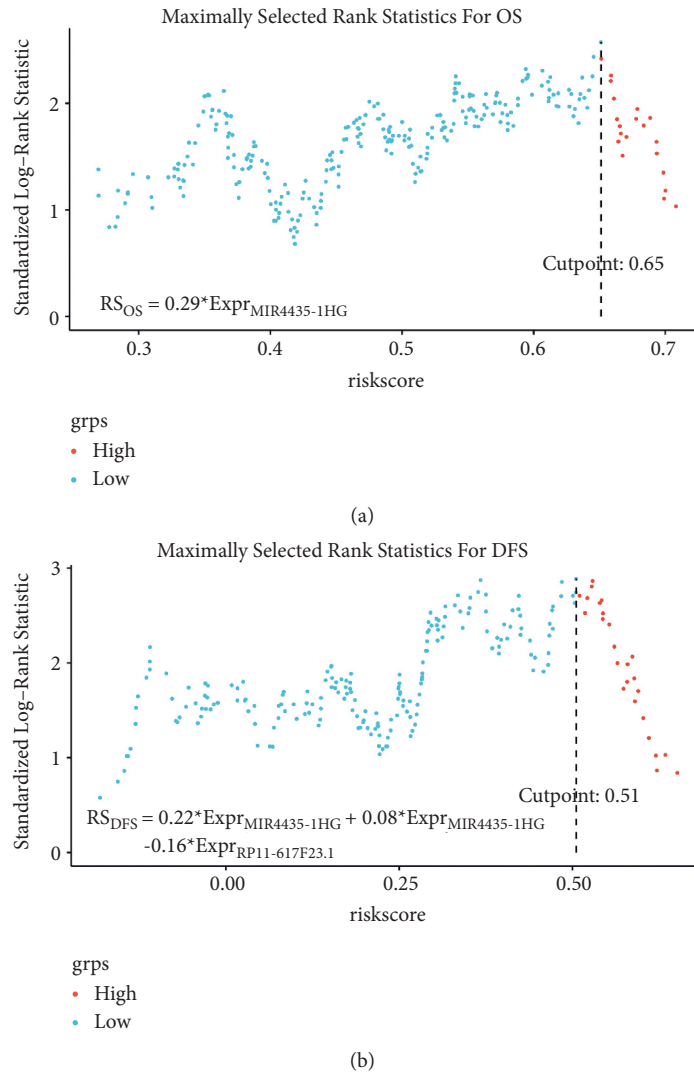 Maximally Selected Rank Statistics For OS
Standardized Log–Rank Statistic
2
1
0
Cutpoint: 0.65
RS_OS = 0.29*Expr_MIR4435-1HG
0.3 0.4 0.5 0.6 0.7
riskscore
grps
High
Low
(a)
Maximally Selected Rank Statistics For DFS
Standardized Log–Rank Statistic
3
2
1
0
Cutpoint: 0.51
RS_DFS = 0.22*Expr_MIR4435-1HG + 0.08*Expr_MIR4435-1HG
-0.16*Expr_RP11-617F23.1
0.00 0.25 0.50
riskscore
grps
High
Low
(b)